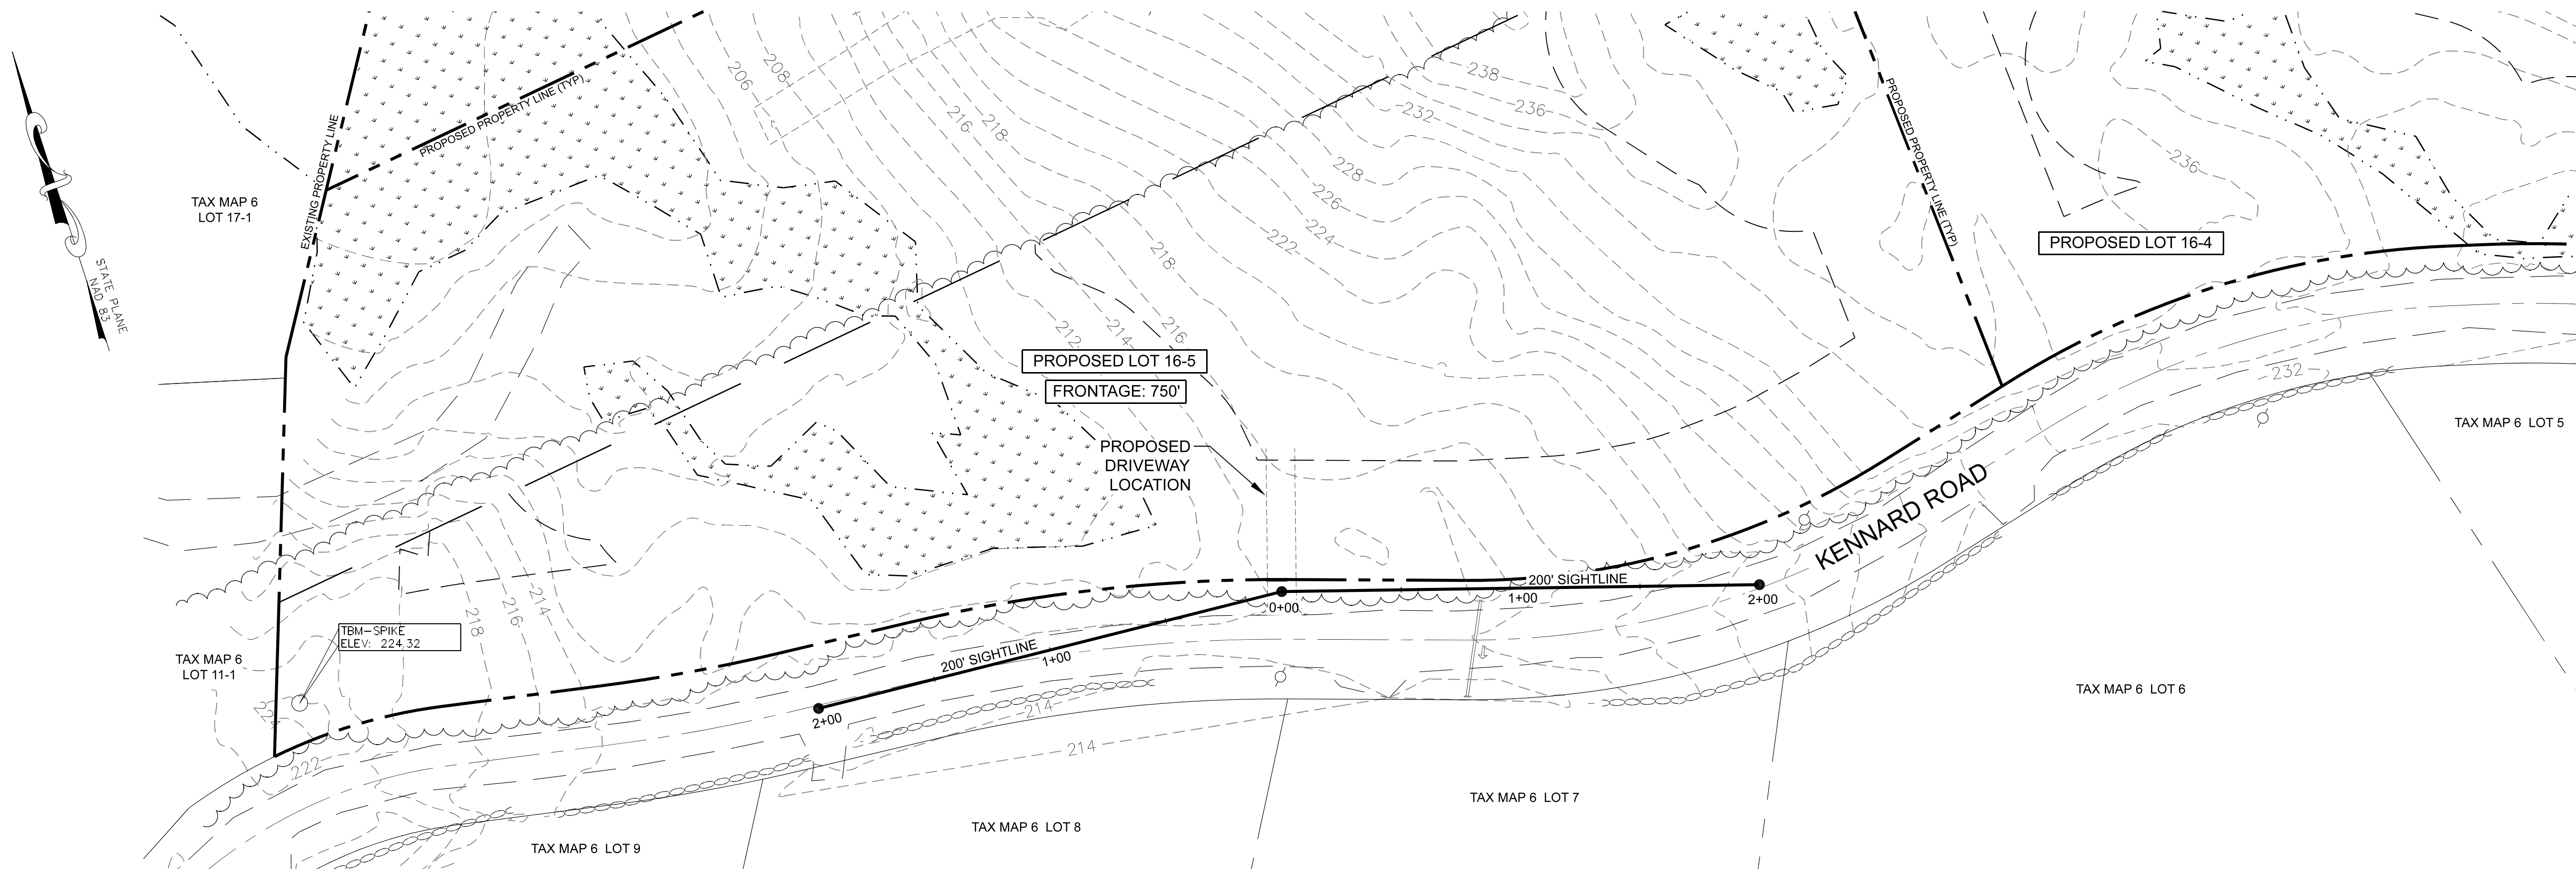 206
208
238
236
232
216
218
228
226
224
222
218
236
PROPOSED PROPERTY LINE (TYP)
EXISTING PROPERTY LINE
PROPOSED PROPERTY LINE (TYP)
TAX MAP 6
LOT 17-1
STATE PLANE
NAD 83
PROPOSED LOT 16-4
212
214
216
PROPOSED LOT 16-5
FRONTAGE: 750'
232
TAX MAP 6 LOT 5
PROPOSED
DRIVEWAY
LOCATION
KENNARD ROAD
200' SIGHTLINE
0+00
1+00
2+00
218
216
214
TBM-SPIKE
ELEV: 224.32
TAX MAP 6
LOT 11-1
200' SIGHTLINE
1+00
2+00
TAX MAP 6 LOT 6
214
214
222
TAX MAP 6 LOT 7
TAX MAP 6 LOT 8
TAX MAP 6 LOT 9